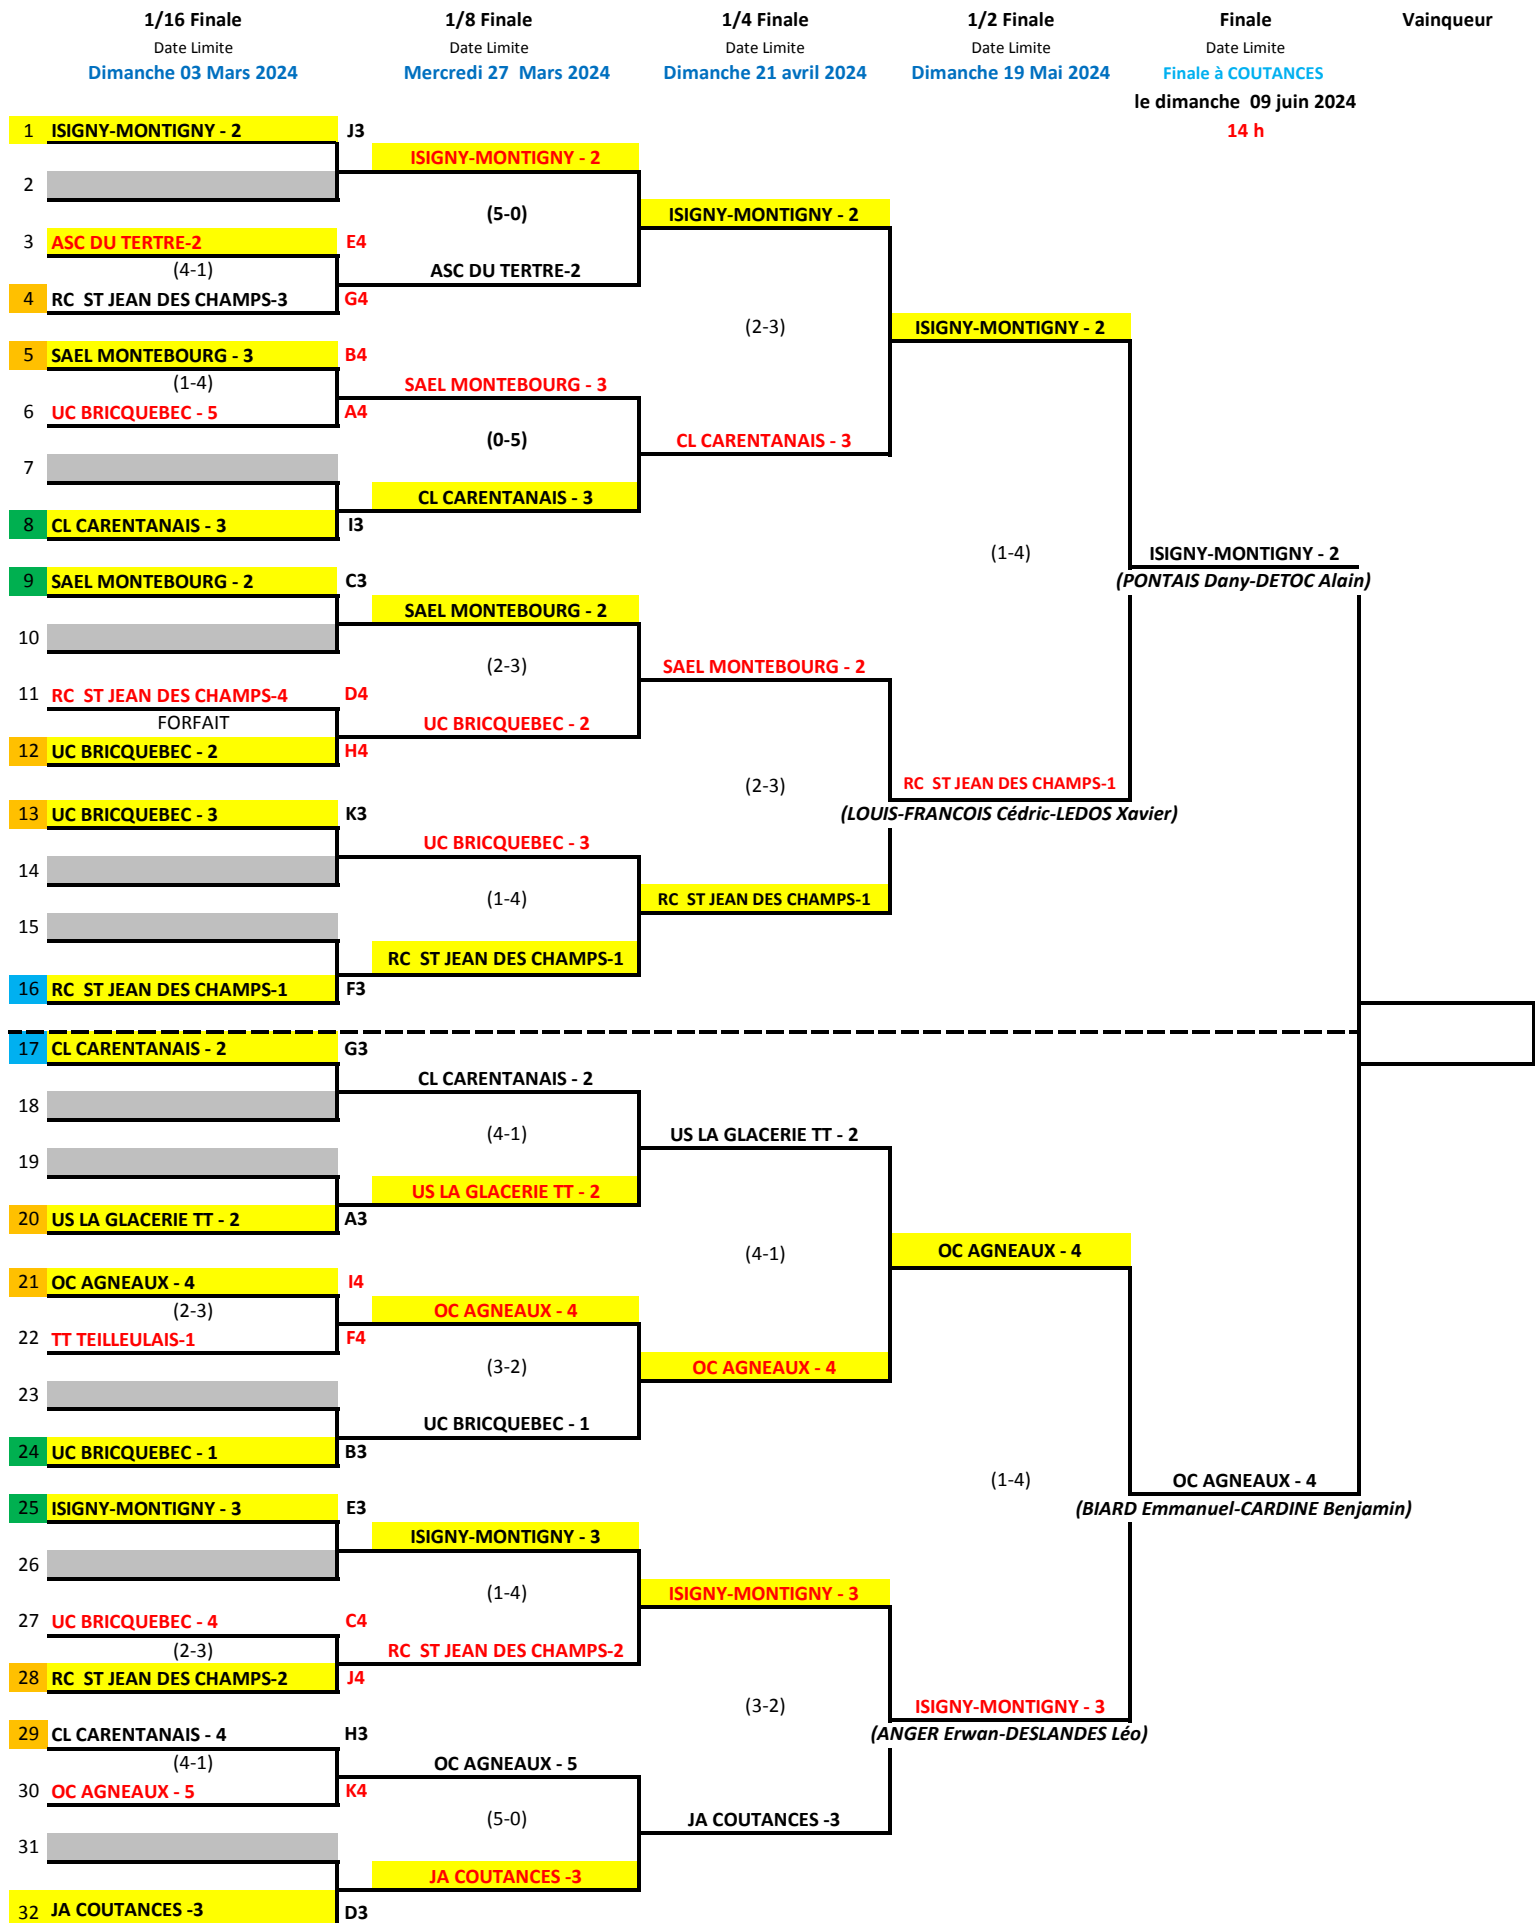 1/16 Finale 1/8 Finale 1/4 Finale 1/2 Finale Finale Vainqueur
Date Limite Date Limite Date Limite Date Limite Date Limite
Dimanche 03 Mars 2024 Mercredi 27 Mars 2024 Dimanche 21 avril 2024 Dimanche 19 Mai 2024 Finale à COUTANCES
le dimanche 09 juin 2024
1 ISIGNY-MONTIGNY - 2 J3 14 h
ISIGNY-MONTIGNY - 2
2
(5-0) ISIGNY-MONTIGNY - 2
3 ASC DU TERTRE-2 E4
(4-1) ASC DU TERTRE-2
4 RC ST JEAN DES CHAMPS-3 G4
(2-3) ISIGNY-MONTIGNY - 2
5 SAEL MONTEBOURG - 3 B4
(1-4) SAEL MONTEBOURG - 3
6 UC BRICQUEBEC - 5 A4
(0-5) CL CARENTANAIS - 3
7
CL CARENTANAIS - 3
8 CL CARENTANAIS - 3 I3
(1-4) ISIGNY-MONTIGNY - 2
9 SAEL MONTEBOURG - 2 C3 (PONTAIS Dany-DETOC Alain)
SAEL MONTEBOURG - 2
10
(2-3) SAEL MONTEBOURG - 2
11 RC ST JEAN DES CHAMPS-4 D4
FORFAIT UC BRICQUEBEC - 2
12 UC BRICQUEBEC - 2 H4
(2-3) RC ST JEAN DES CHAMPS-1
13 UC BRICQUEBEC - 3 K3 (LOUIS-FRANCOIS Cédric-LEDOS Xavier)
UC BRICQUEBEC - 3
14
(1-4) RC ST JEAN DES CHAMPS-1
15
RC ST JEAN DES CHAMPS-1
16 RC ST JEAN DES CHAMPS-1 F3
17 CL CARENTANAIS - 2 G3
CL CARENTANAIS - 2
18
(4-1) US LA GLACERIE TT - 2
19
US LA GLACERIE TT - 2
20 US LA GLACERIE TT - 2 A3
(4-1) OC AGNEAUX - 4
21 OC AGNEAUX - 4 I4
(2-3) OC AGNEAUX - 4
22 TT TEILLEULAIS-1 F4
(3-2) OC AGNEAUX - 4
23
UC BRICQUEBEC - 1
24 UC BRICQUEBEC - 1 B3
(1-4) OC AGNEAUX - 4
25 ISIGNY-MONTIGNY - 3 E3 (BIARD Emmanuel-CARDINE Benjamin)
ISIGNY-MONTIGNY - 3
26
(1-4) ISIGNY-MONTIGNY - 3
27 UC BRICQUEBEC - 4 C4
(2-3) RC ST JEAN DES CHAMPS-2
28 RC ST JEAN DES CHAMPS-2 J4
(3-2) ISIGNY-MONTIGNY - 3
29 CL CARENTANAIS - 4 H3 (ANGER Erwan-DESLANDES Léo)
(4-1) OC AGNEAUX - 5
30 OC AGNEAUX - 5 K4
(5-0) JA COUTANCES -3
31
JA COUTANCES -3
32 JA COUTANCES -3 D3